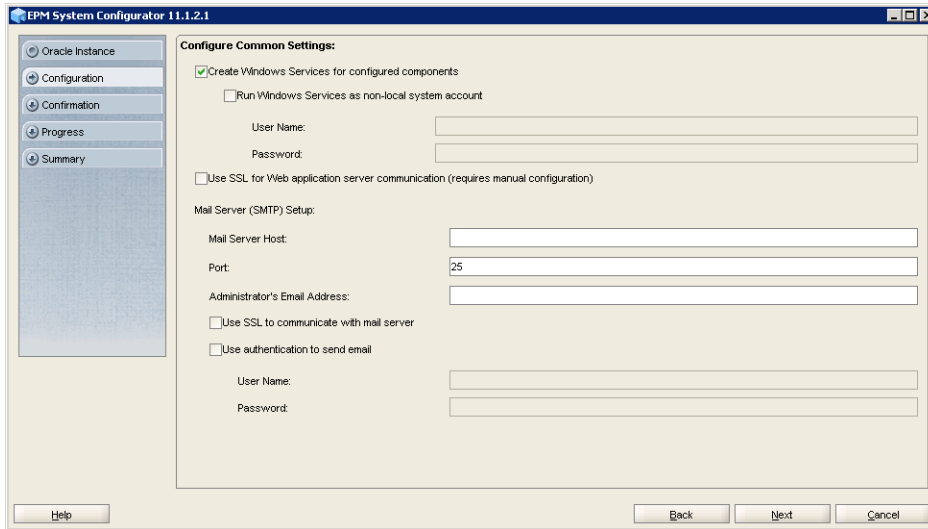 EPM System Configurator 11.1.2.1
Oracle Instance
Configuration
Confirmation
Progress
Summary
Configure Common Settings:
Create Windows Services for configured components
Run Windows Services as non-local system account
User Name:
Password:
Use SSL for Web application server communication (requires manual configuration)
Mail Server (SMTP) Setup:
Mail Server Host:
Port: 25
Administrator's Email Address:
Use SSL to communicate with mail server
Use authentication to send email
User Name:
Password:
Help Back Next Cancel